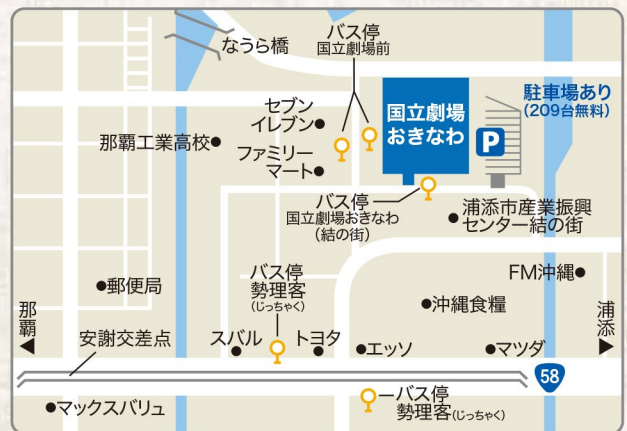 なうら橋
バス停
国立劇場前
駐車場あり
(209台無料)
セブン
イレブン●
国立劇場
おきなわ
P
那覇工業高校●
ファミリー
マート●
バス停
国立劇場おきなわ
(結の街)
●浦添市産業振興
センター結の街
FM沖縄●
バス停
勢理客
(じっちゃく)
●郵便局
●沖縄食糧
那覇
浦添
安謝交差点
スバル
トヨタ
●エッソ
●マツダ
58
●マックスバリュ
バス停
勢理客(じっちゃく)